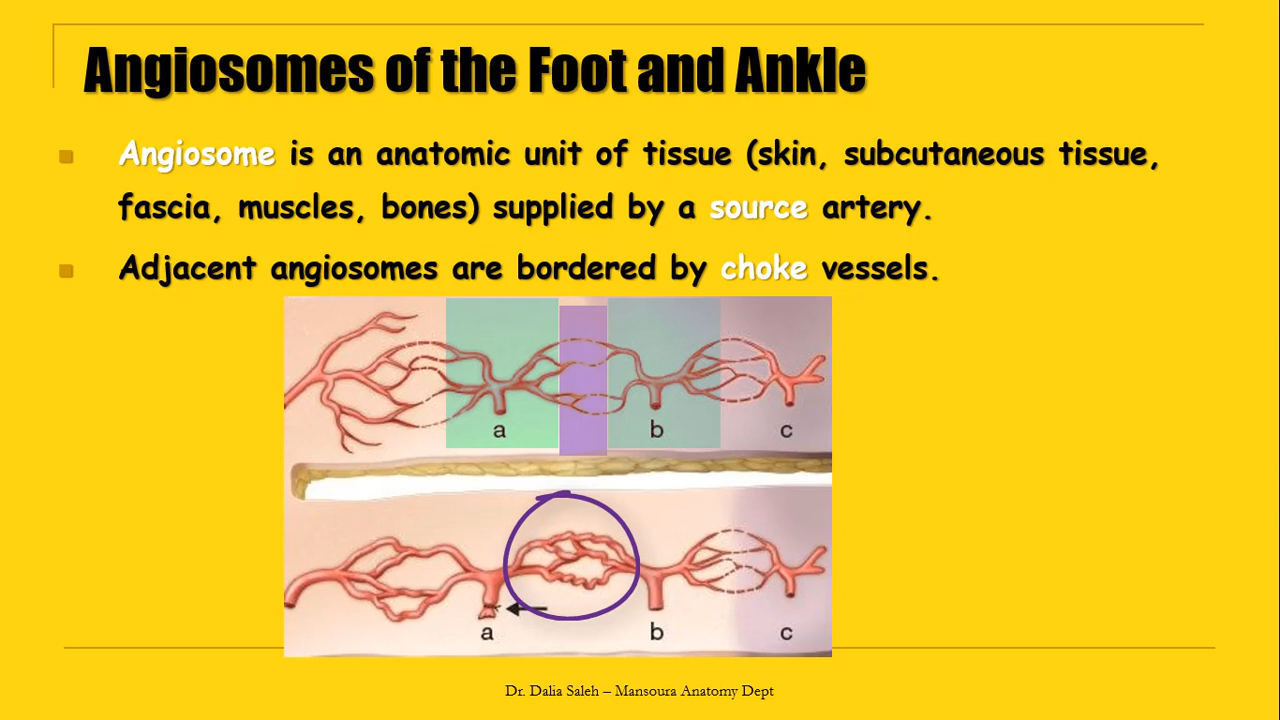 Angiosomes of the Foot and Ankle
Angiosome is an anatomic unit of tissue (skin, subcutaneous tissue,
fascia, muscles, bones) supplied by a source artery.
Adjacent angiosomes are bordered by choke vessels.
a b c
a b c
Dr. Dalia Saleh – Mansoura Anatomy Dept